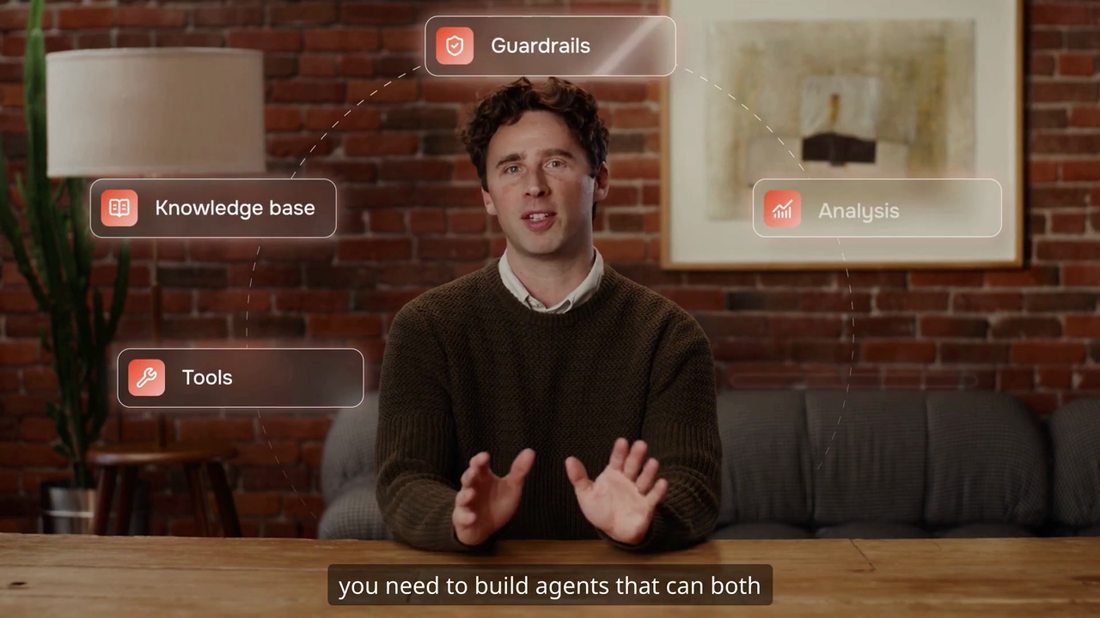 Guardrails
Knowledge base
Analysis
Tools
you need to build agents that can both